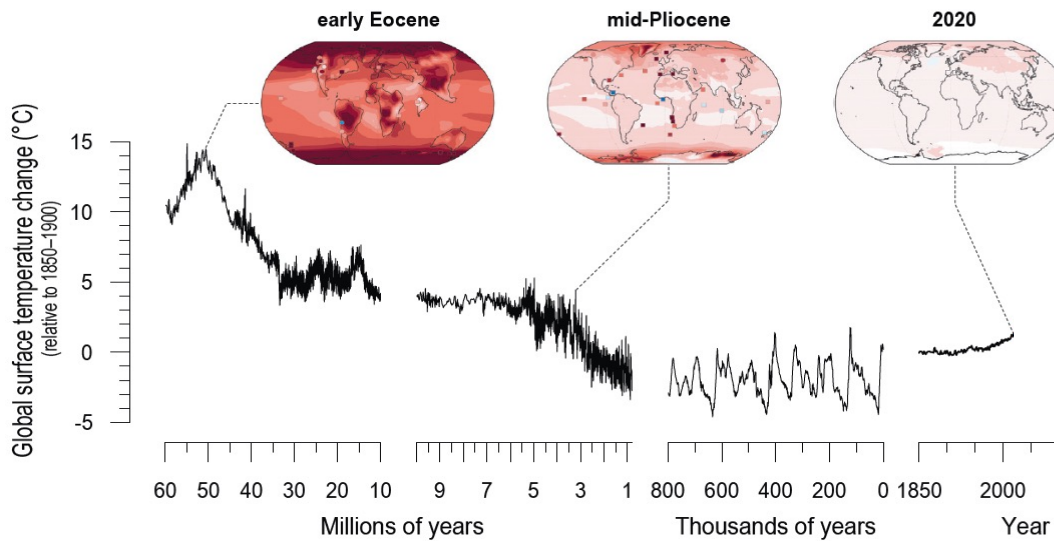 early Eocene
mid-Pliocene
2020
Global surface temperature change (°C)
(relative to 1850–1900)
15
10
5
0
-5
60 50 40 30 20 10
9 7 5 3 1
800 600 400 200 0
1850 2000
Millions of years
Thousands of years
Year